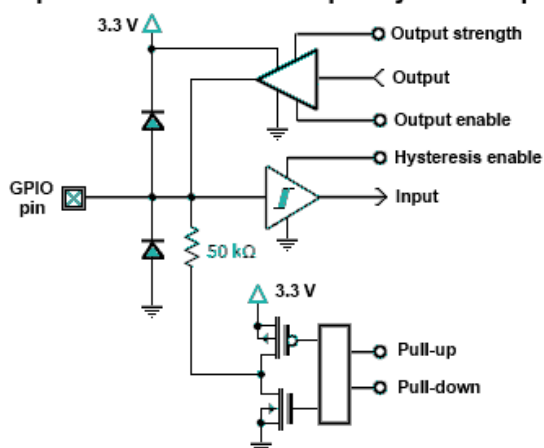 3.3 V
Output strength
Output
Output enable
Hysteresis enable
GPIO
pin
Input
50 kΩ
3.3 V
Pull-up
Pull-down